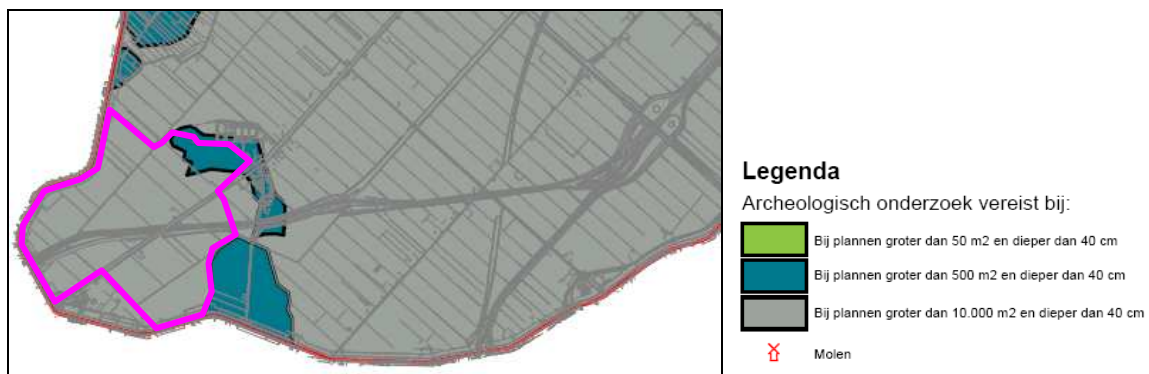 Legenda
Archeologisch onderzoek vereist bij:
Bij plannen groter dan 50 m2 en dieper dan 40 cm
Bij plannen groter dan 500 m2 en dieper dan 40 cm
Bij plannen groter dan 10.000 m2 en dieper dan 40 cm
Molen